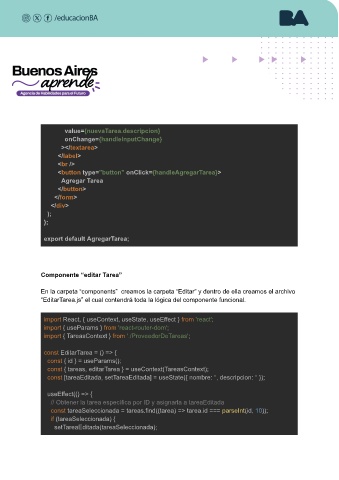 /educacionBA
BA
Buenos Aires
aprende
Agencia de Habilidades para el Futuro
value={nuevaTarea.descripcion}
onChange={handleInputChange}
></textarea>
</label>
<br />
<button type="button" onClick={handleAgregarTarea}>
Agregar Tarea
</button>
</form>
</div>
);
};
export default AgregarTarea;
Componente “editar Tarea”
En la carpeta “components” creamos la carpeta “Editar” y dentro de ella creamos el archivo
“EditarTarea.js” el cual contendrá toda la lógica del componente funcional.
import React, { useContext, useState, useEffect } from 'react';
import { useParams } from 'react-router-dom';
import { TareasContext } from './ProveedorDeTareas';
const EditarTarea = () => {
const { id } = useParams();
const { tareas, editarTarea } = useContext(TareasContext);
const [tareaEditada, setTareaEditada] = useState({ nombre: '', descripcion: '' });
useEffect(() => {
// Obtener la tarea específica por ID y asignarla a tareaEditada
const tareaSeleccionada = tareas.find((tarea) => tarea.id === parseInt(id, 10));
if (tareaSeleccionada) {
setTareaEditada(tareaSeleccionada);